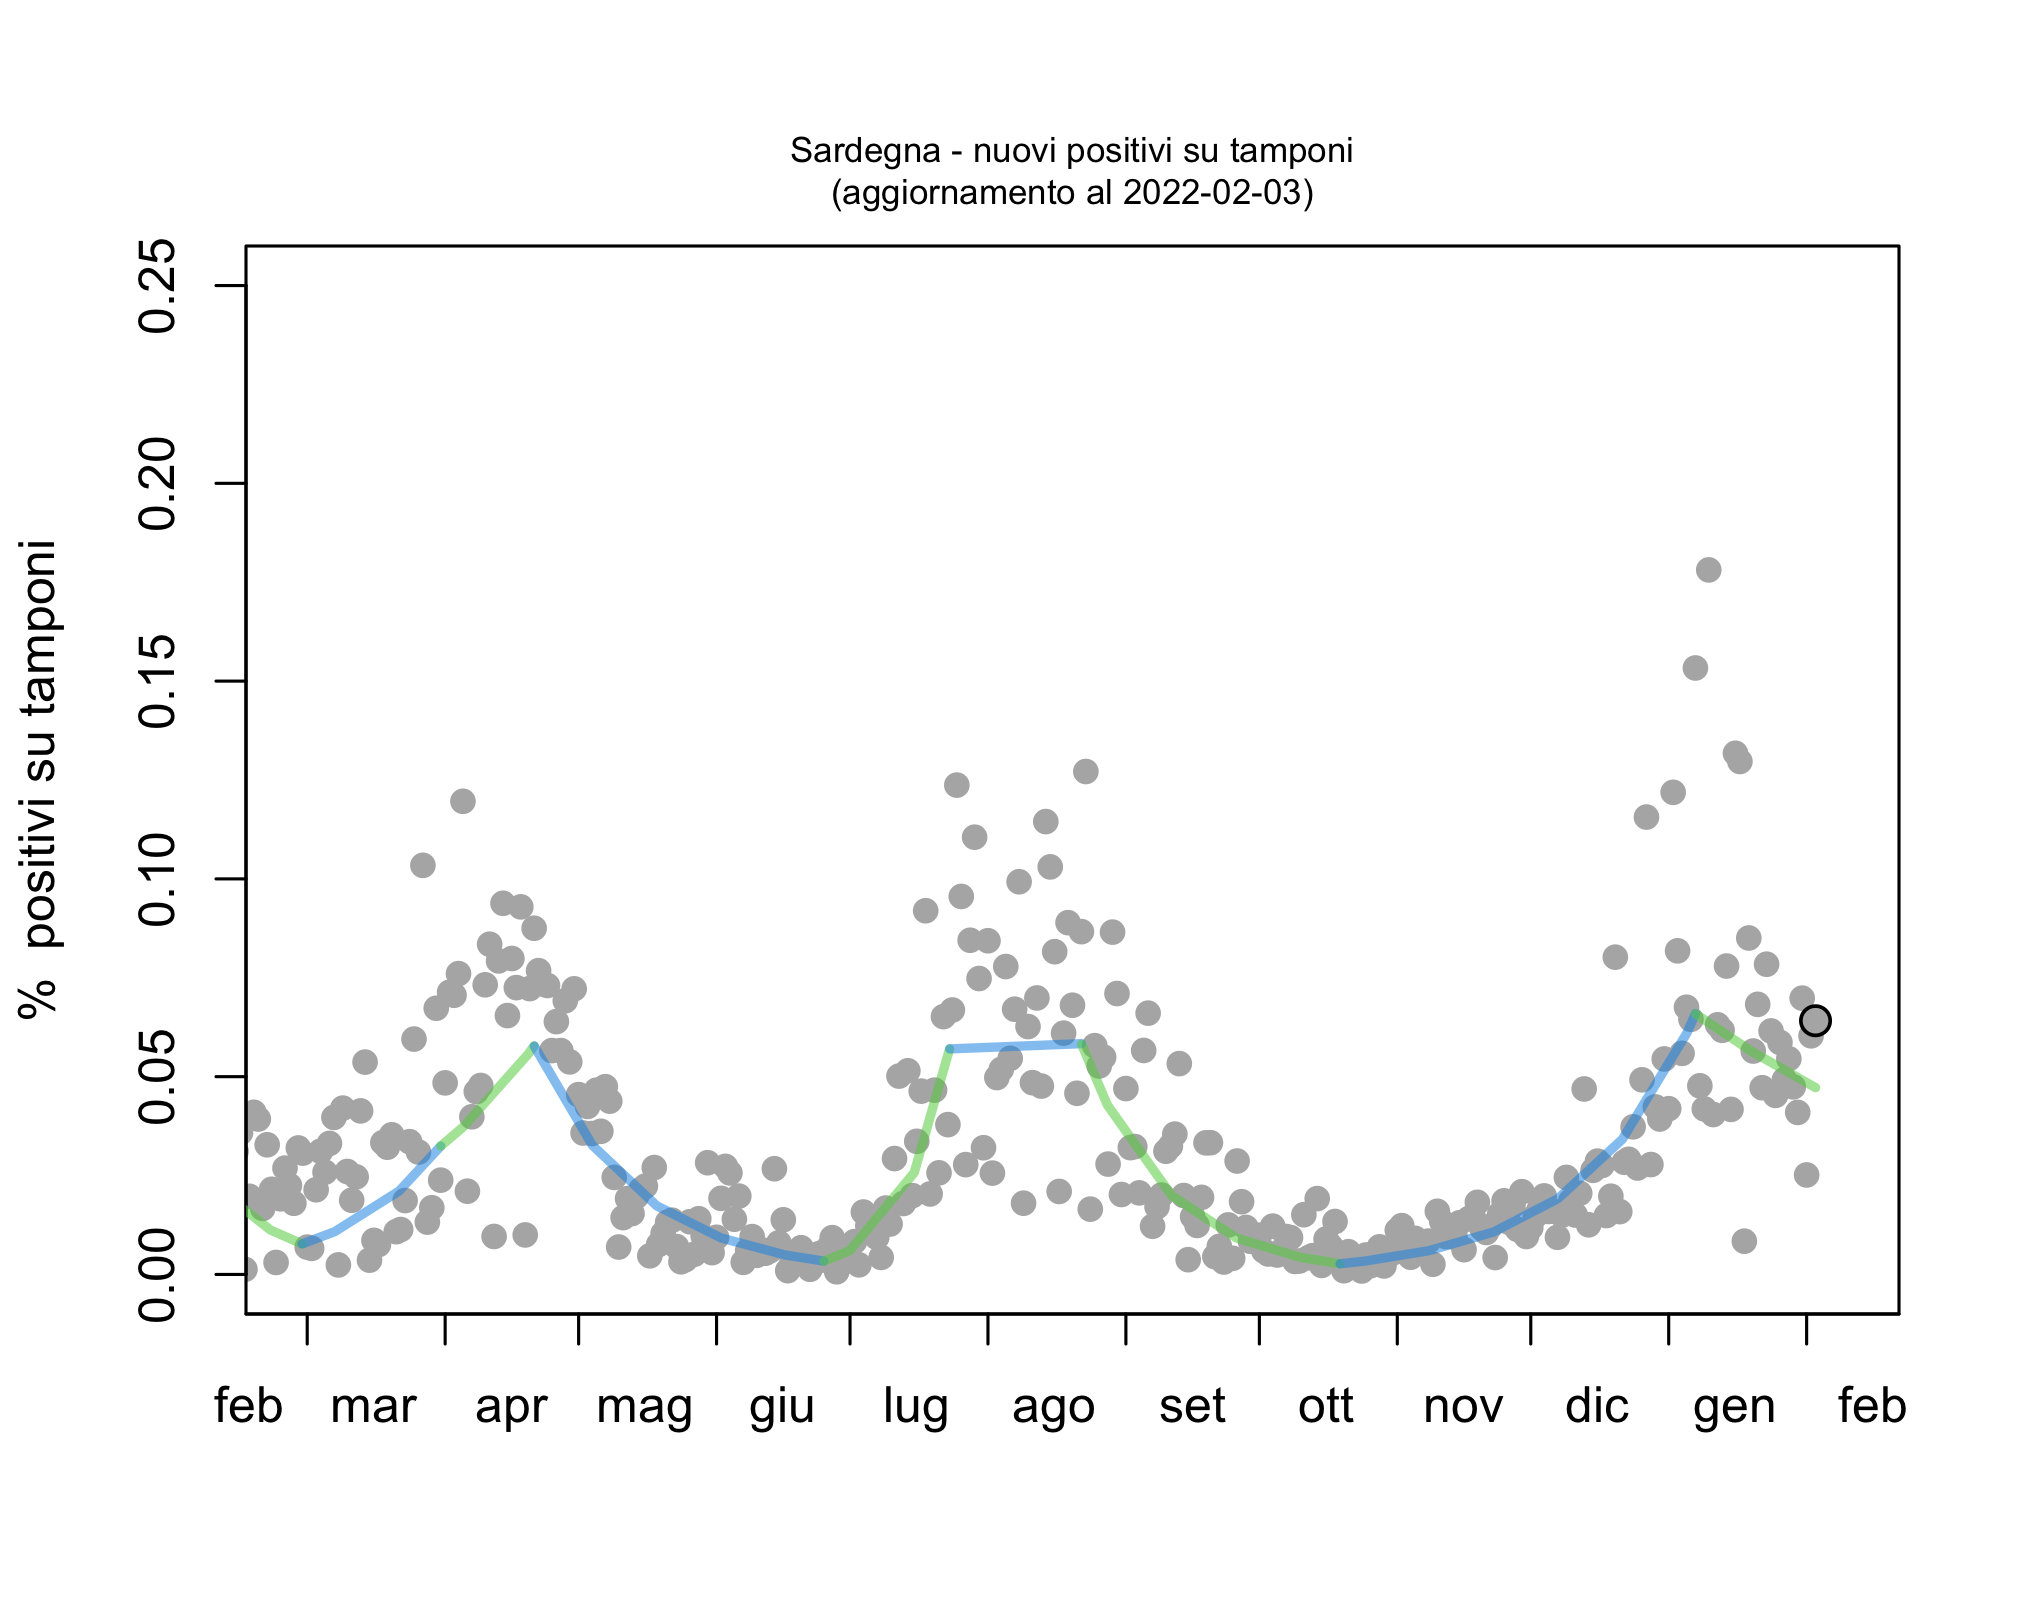 Sardegna - nuovi positivi su tamponi
(aggiornamento al 2022-02-03)
% positivi su tamponi
0.25
0.20
0.15
0.10
0.05
0.00
feb mar apr mag giu lug ago set ott nov dic gen feb